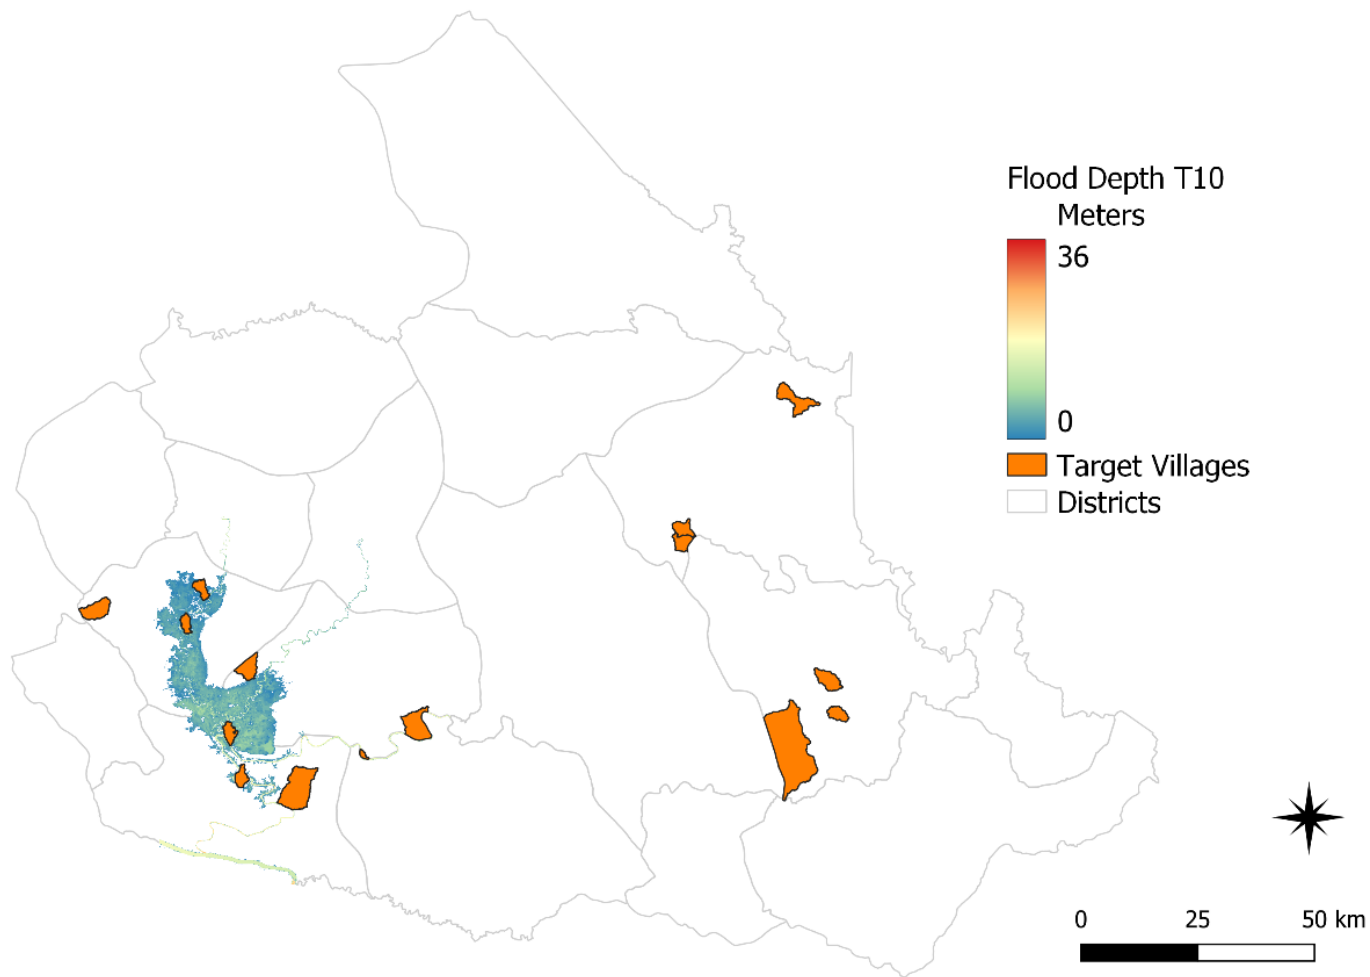 Flood Depth T10
Meters
36
0
Target Villages
Districts
0 25 50 km